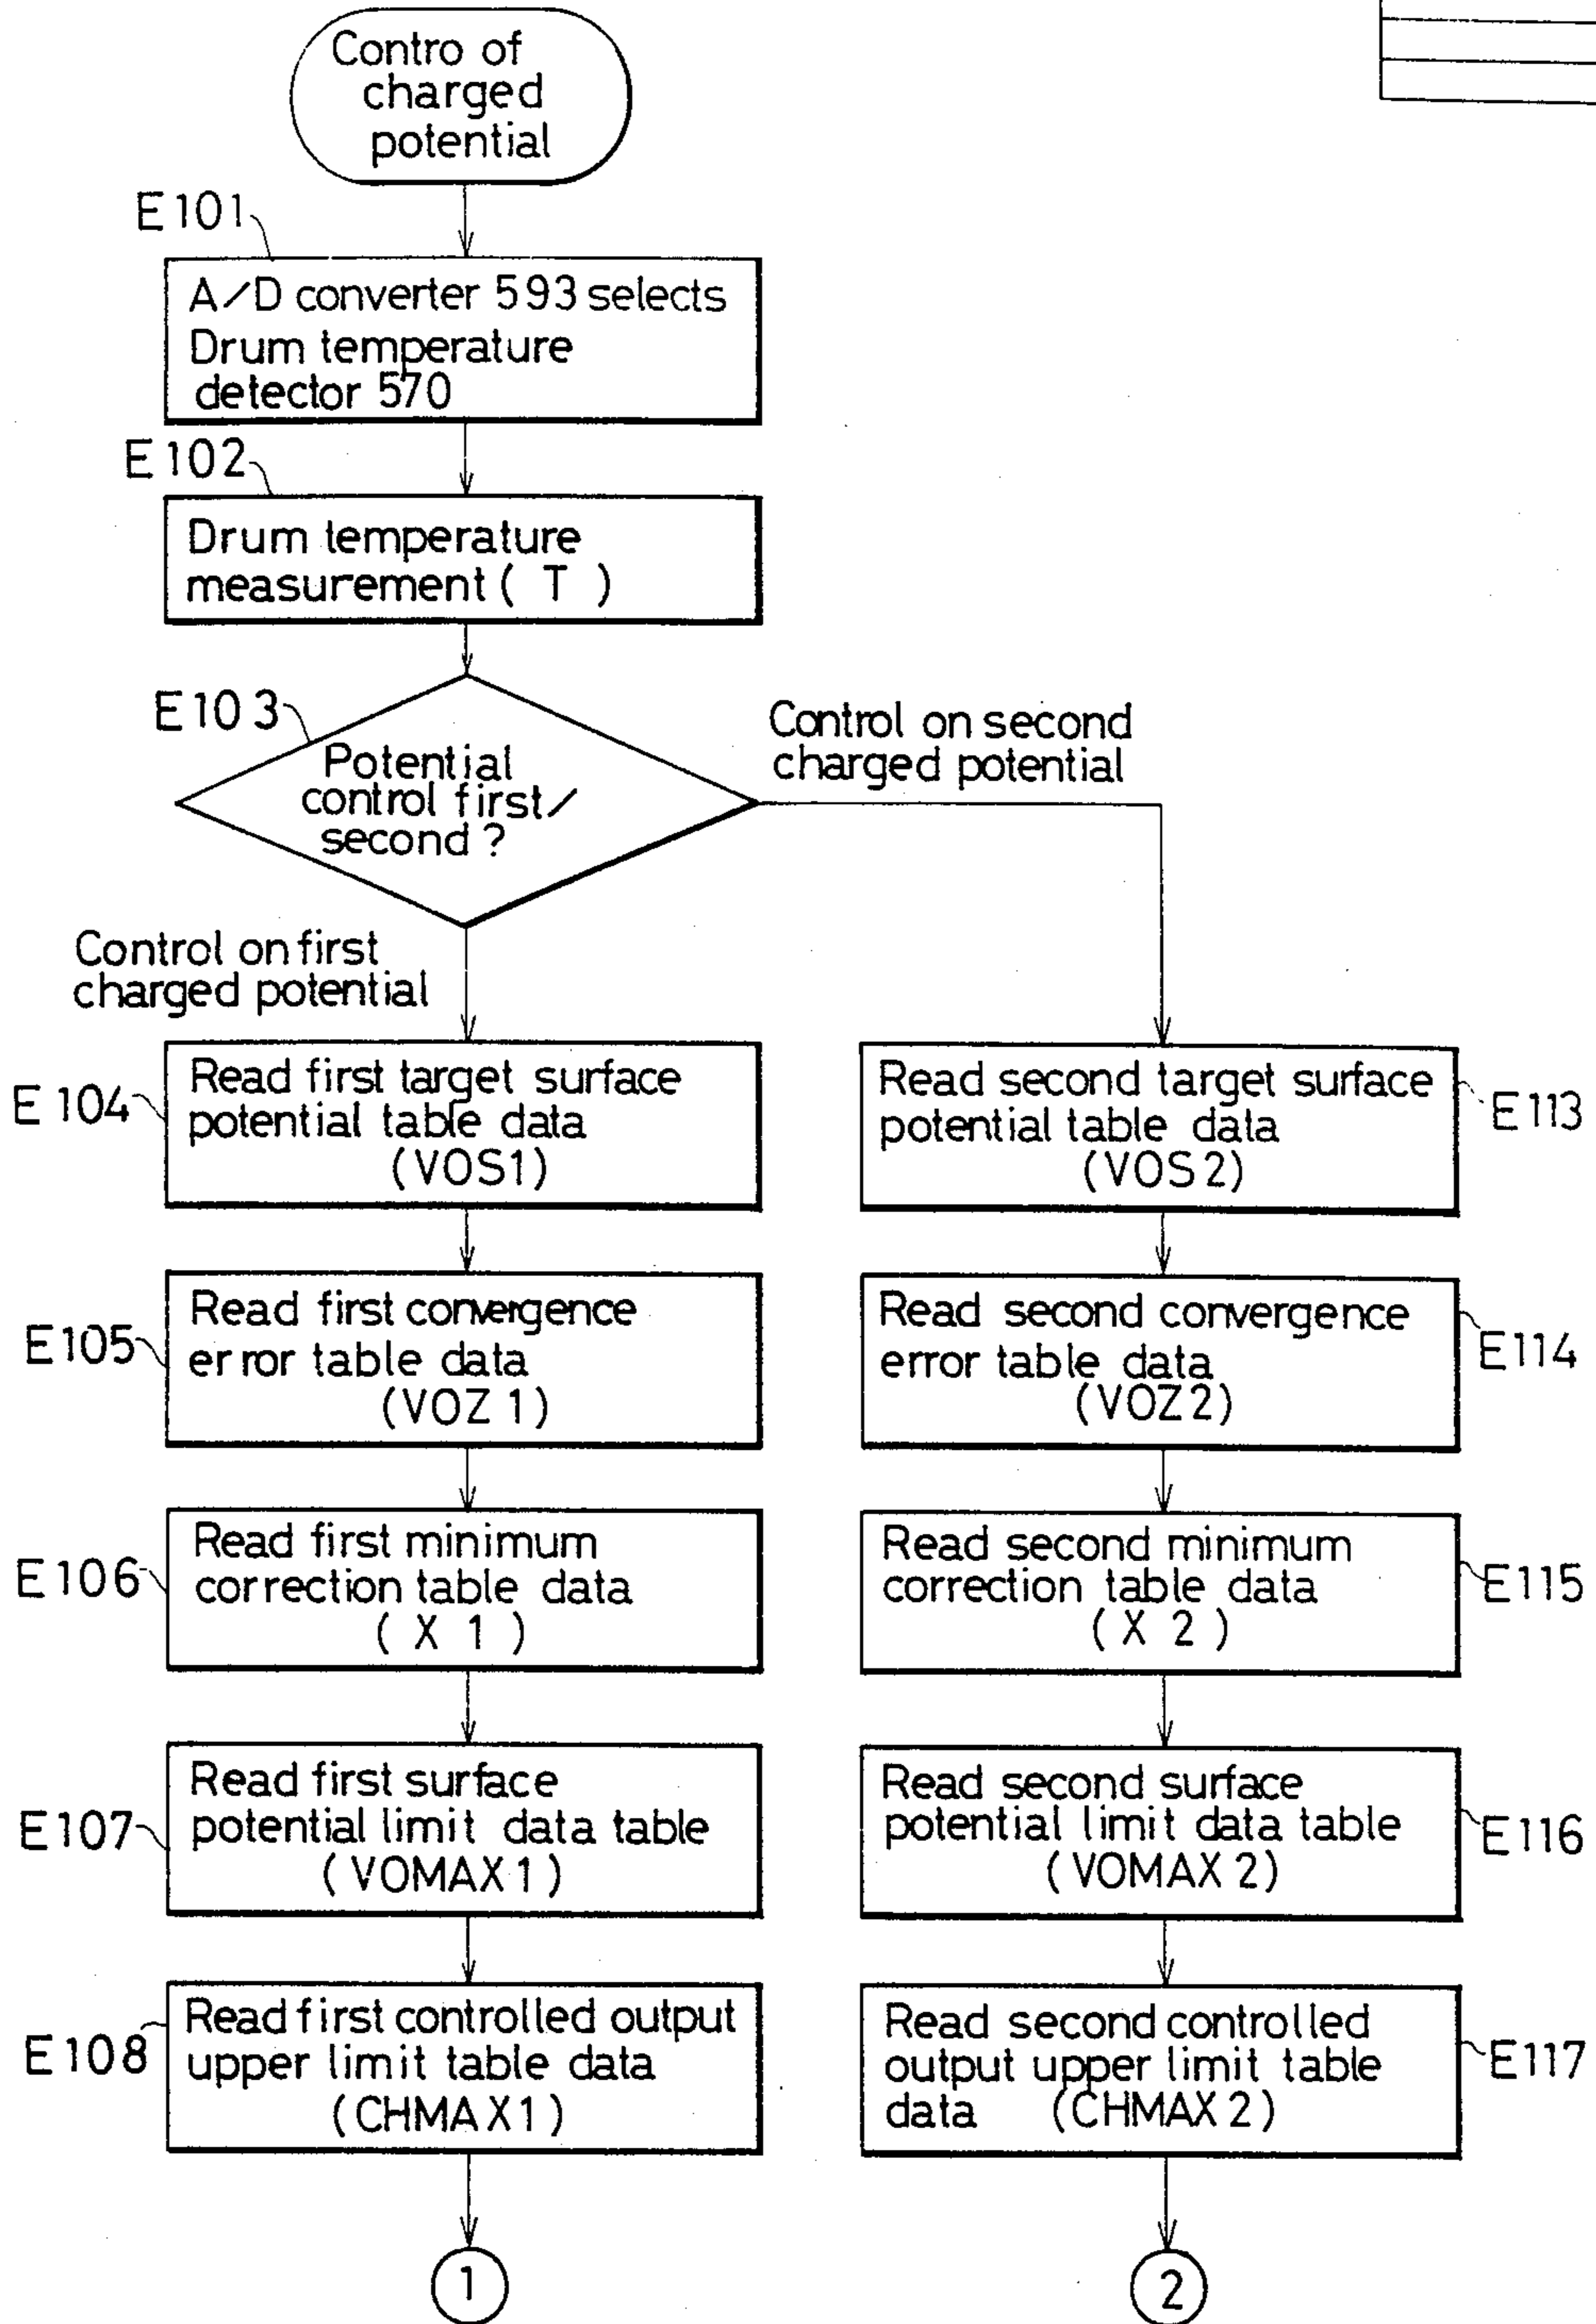 Contro of
charged
potential
E101
A/D converter 593 selects
Drum temperature
detector 570
E102
Drum temperature
measurement ( T )
E103
Potential
control first/
second ?
Control on second
charged potential
Control on first
charged potential
E104
Read first target surface
potential table data
(VOS1)
Read second target surface
potential table data
(VOS2)
E113
E105
Read first convergence
error table data
(VOZ1)
Read second convergence
error table data
(VOZ2)
E114
E106
Read first minimum
correction table data
( X 1 )
Read second minimum
correction table data
( X 2 )
E115
E107
Read first surface
potential limit data table
(VOMAX1)
Read second surface
potential limit data table
(VOMAX2)
E116
E108
Read first controlled output
upper limit table data
(CHMAX1)
Read second controlled
output upper limit table
data (CHMAX2)
E117
1
2